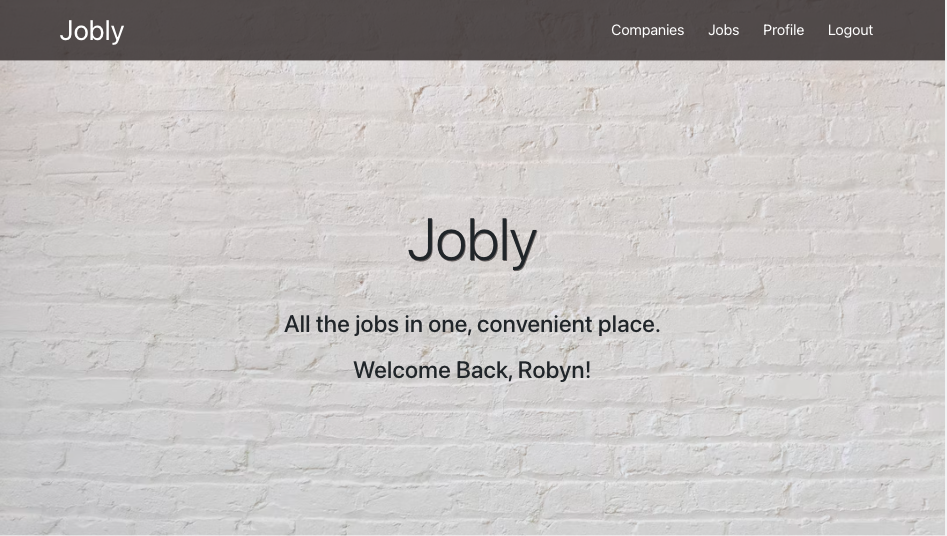 Jobly
Companies Jobs Profile Logout
Jobly
All the jobs in one, convenient place.
Welcome Back, Robyn!